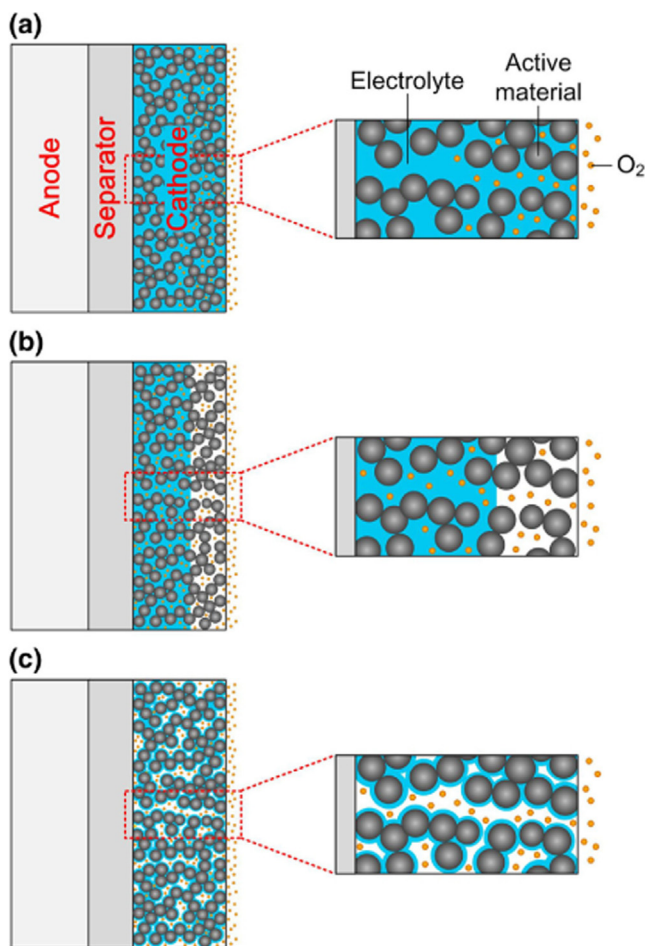 (a)
Anode
Separator
Cathode
Electrolyte
Active
material
O₂
(b)
(c)